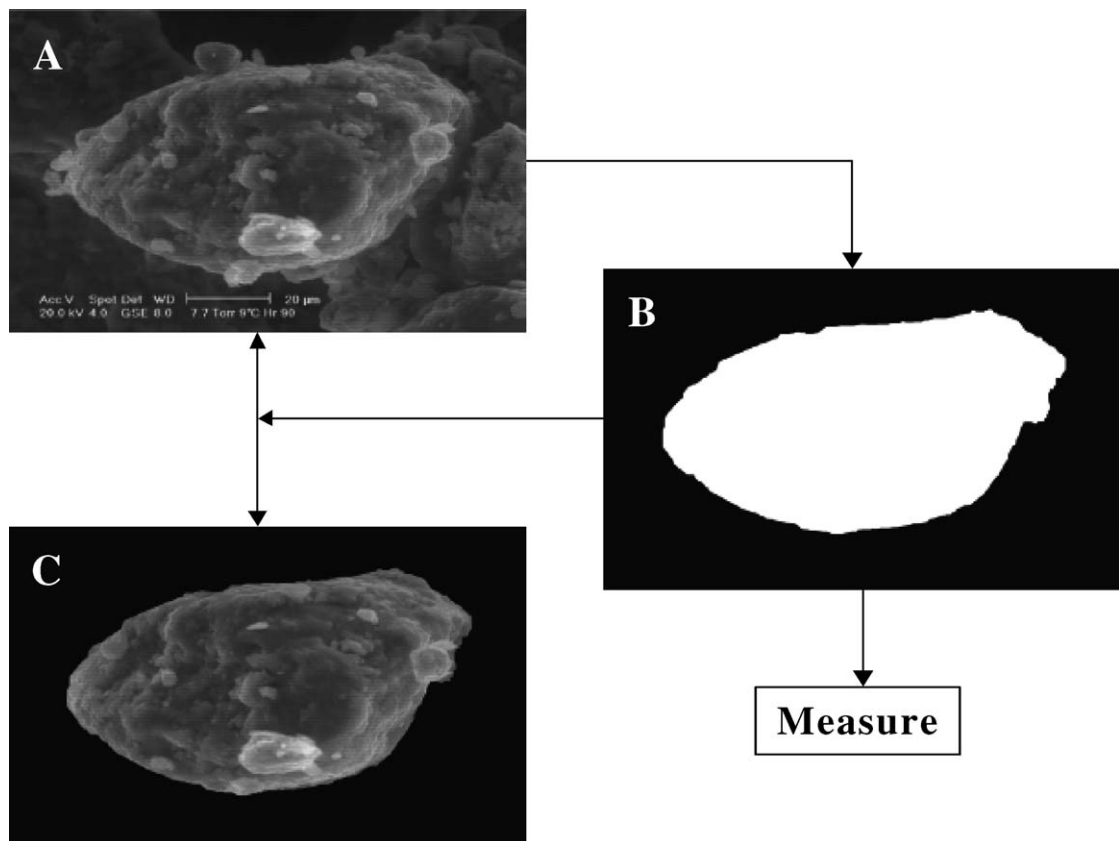 A
Acc.V Spot Det WD 20 µm
20.0 kV 4.0 GSE 8.0 7.7 Torr 9°C Hr 90
B
C
Measure